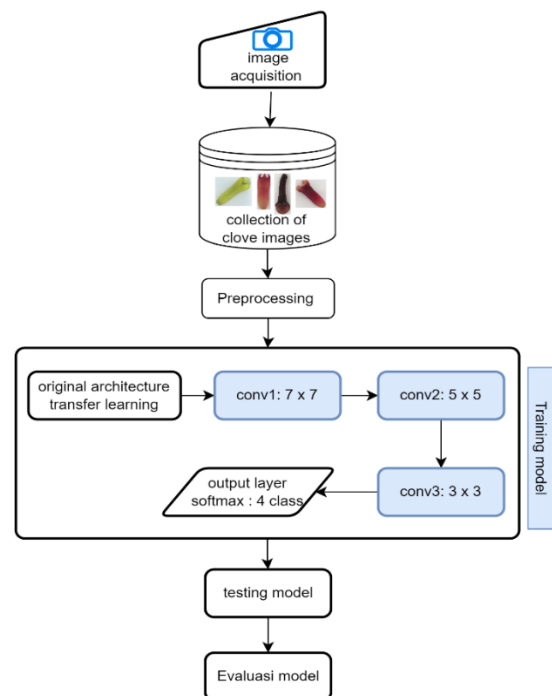 image
acquisition
collection of
clove images
Preprocessing
original architecture
transfer learning
conv1: 7 x 7
conv2: 5 x 5
Training model
output layer
softmax : 4 class
conv3: 3 x 3
testing model
Evaluasi model